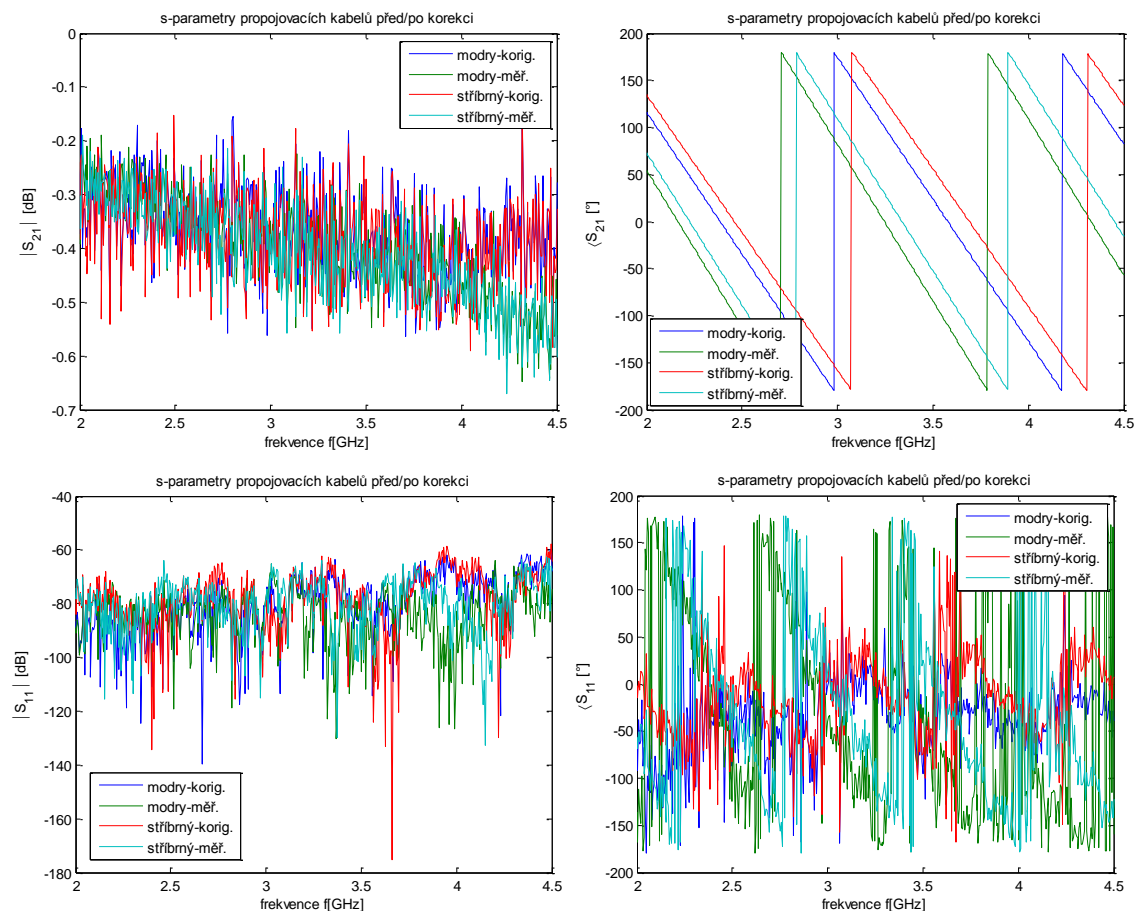 s-parametry propojovacích kabelů před/po korekci
0
-0.1
-0.2
-0.3
-0.4
-0.5
-0.6
-0.7
|S21| [dB]
modry-korig.
modry-měř.
stříbrný-korig.
stříbrný-měř.
2 2.5 3 3.5 4 4.5
frekvence f[GHz]
s-parametry propojovacích kabelů před/po korekci
200
150
100
50
0
-50
-100
-150
-200
⟨S21 [°]
modry-korig.
modry-měř.
stříbrný-korig.
stříbrný-měř.
2 2.5 3 3.5 4 4.5
frekvence f[GHz]
s-parametry propojovacích kabelů před/po korekci
-40
-60
-80
-100
-120
-140
-160
-180
|S11| [dB]
modry-korig.
modry-měř.
stříbrný-korig.
stříbrný-měř.
2 2.5 3 3.5 4 4.5
frekvence f[GHz]
s-parametry propojovacích kabelů před/po korekci
200
150
100
50
0
-50
-100
-150
-200
⟨S11 [°]
modry-korig.
modry-měř.
stříbrný-korig.
stříbrný-měř.
2 2.5 3 3.5 4 4.5
frekvence f[GHz]